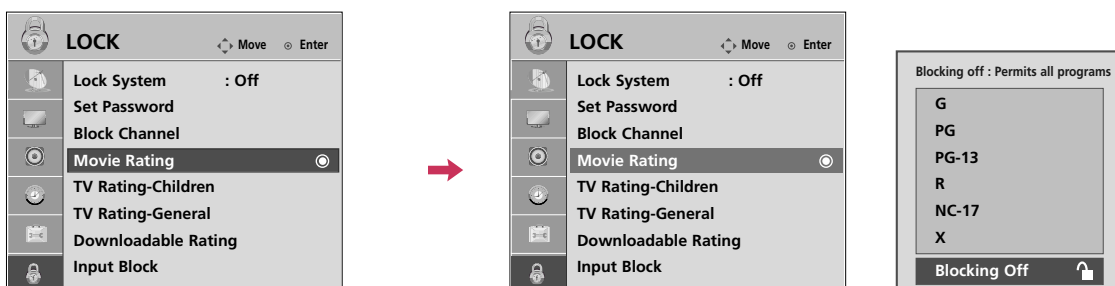 LOCK
Move
Enter
Lock System : Off
Set Password
Block Channel
Movie Rating
TV Rating-Children
TV Rating-General
Downloadable Rating
Input Block
LOCK
Move
Enter
Lock System : Off
Set Password
Block Channel
Movie Rating
TV Rating-Children
TV Rating-General
Downloadable Rating
Input Block
Blocking off : Permits all programs
G
PG
PG-13
R
NC-17
X
Blocking Off